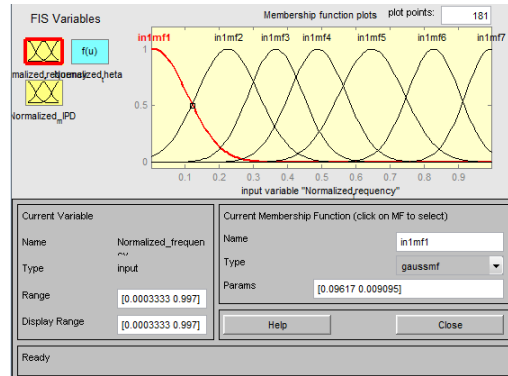 FIS Variables
Membership function plots
plot points:
181
f(u)
Normalized_IPD
in1mf1
in1mf2
in1mf3
in1mf4
in1mf5
in1mf6
in1mf7
1
0.5
0
0.1 0.2 0.3 0.4 0.5 0.6 0.7 0.8 0.9
input variable "Normalized_frequency"
Current Variable
Name
Normalized_frequen
Type
input
Range
[0.0003333 0.997]
Display Range
[0.0003333 0.997]
Current Membership Function (click on MF to select)
Name
in1mf1
Type
gaussmf
Params
[0.09617 0.009095]
Help
Close
Ready